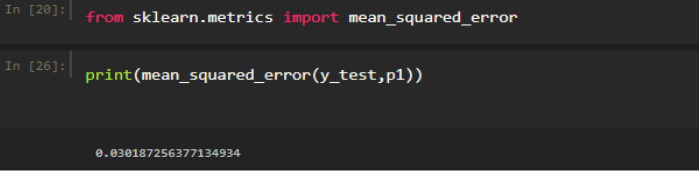 In [20]: from sklearn.metrics import mean_squared_error
In [26]: print(mean_squared_error(y_test,p1))
0.030187256377134934